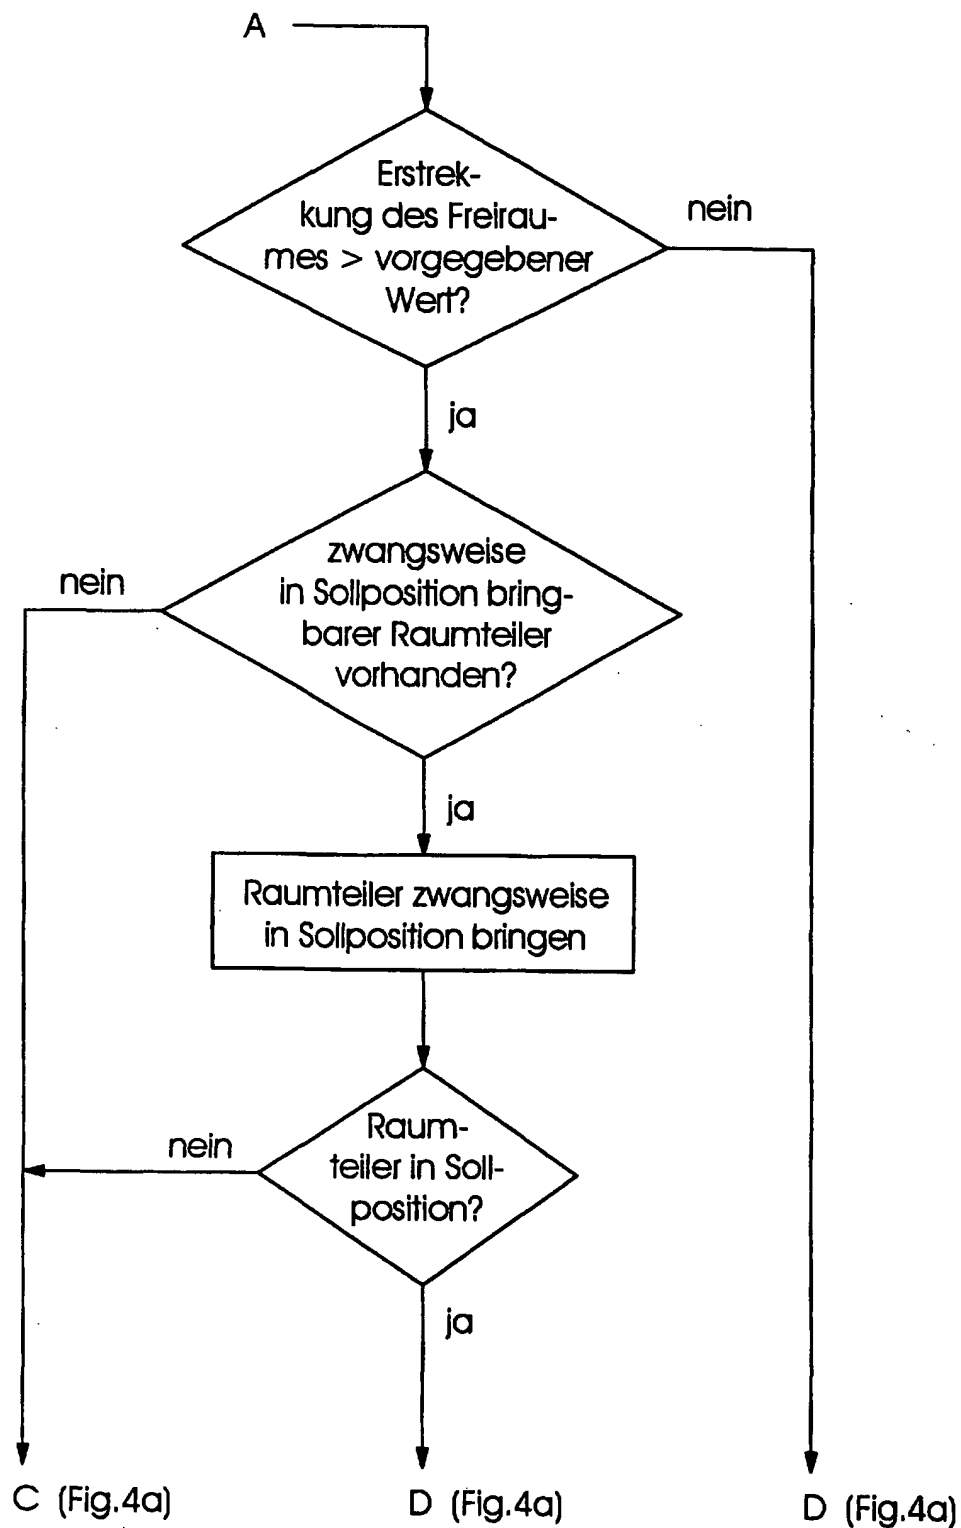 A
Erstrek-
kung des Freirau-
mes > vorgegebener
Wert?
nein
ja
zwangsweise
in Sollposition bring-
barer Raumteiler
vorhanden?
nein
ja
Raumteiler zwangsweise
in Sollposition bringen
Raum-
teiler in Soll-
position?
nein
ja
C (Fig.4a)
D (Fig.4a)
D (Fig.4a)